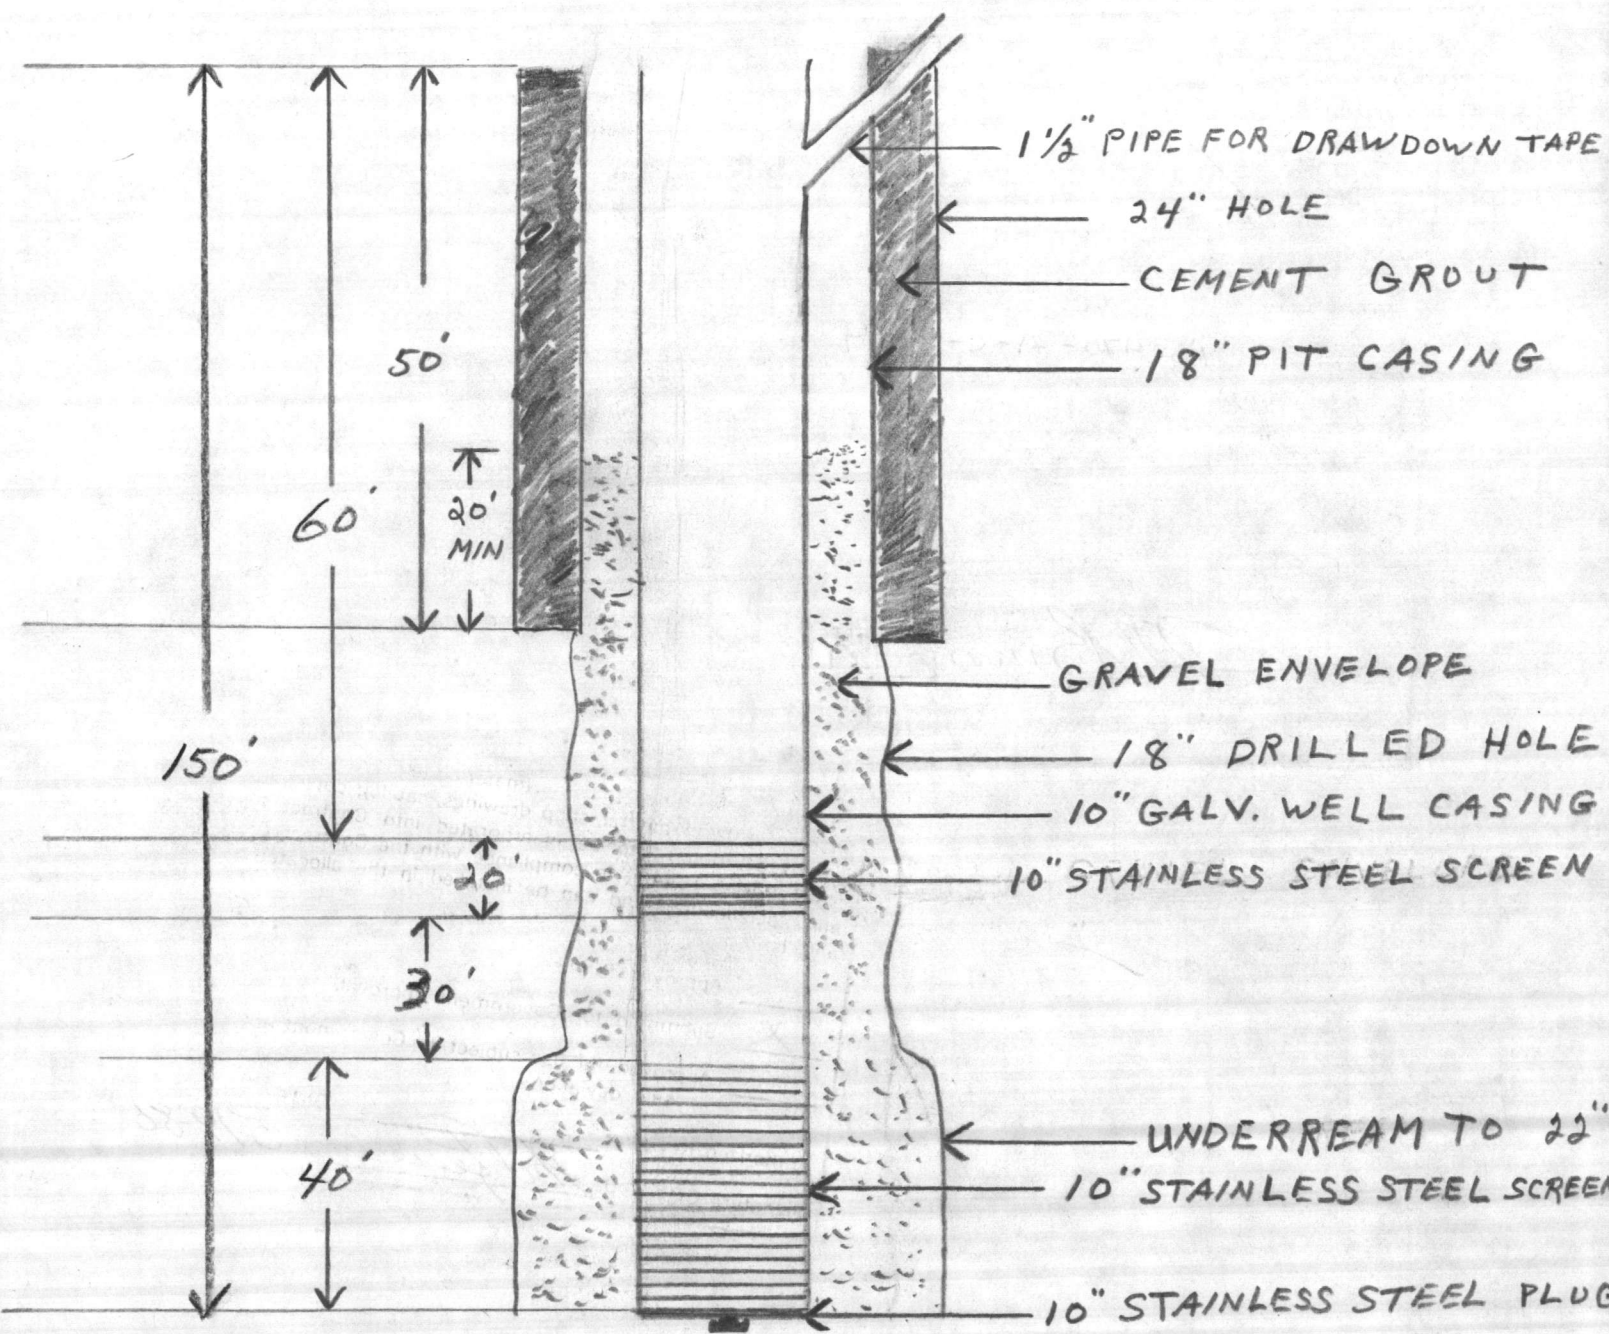 1 1/2" PIPE FOR DRAWDOWN TAPE
24" HOLE
CEMENT GROUT
50'
18" PIT CASING
60'
20'
MIN
GRAVEL ENVELOPE
150'
18" DRILLED HOLE
10" GALV. WELL CASING
20'
10" STAINLESS STEEL SCREEN
30'
UNDERREAM TO 22"
40'
10" STAINLESS STEEL SCREEN
10" STAINLESS STEEL PLUG